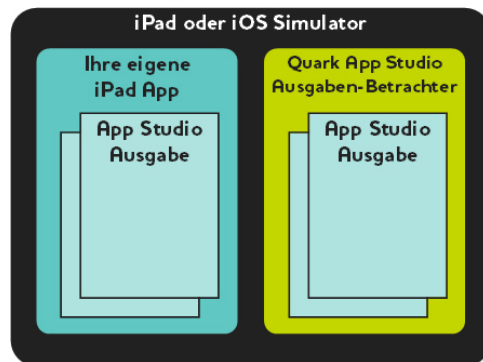 iPad oder iOS Simulator
Ihre eigene
iPad App
App Studio
Ausgabe
Quark App Studio
Ausgaben-Betrachter
App Studio
Ausgabe